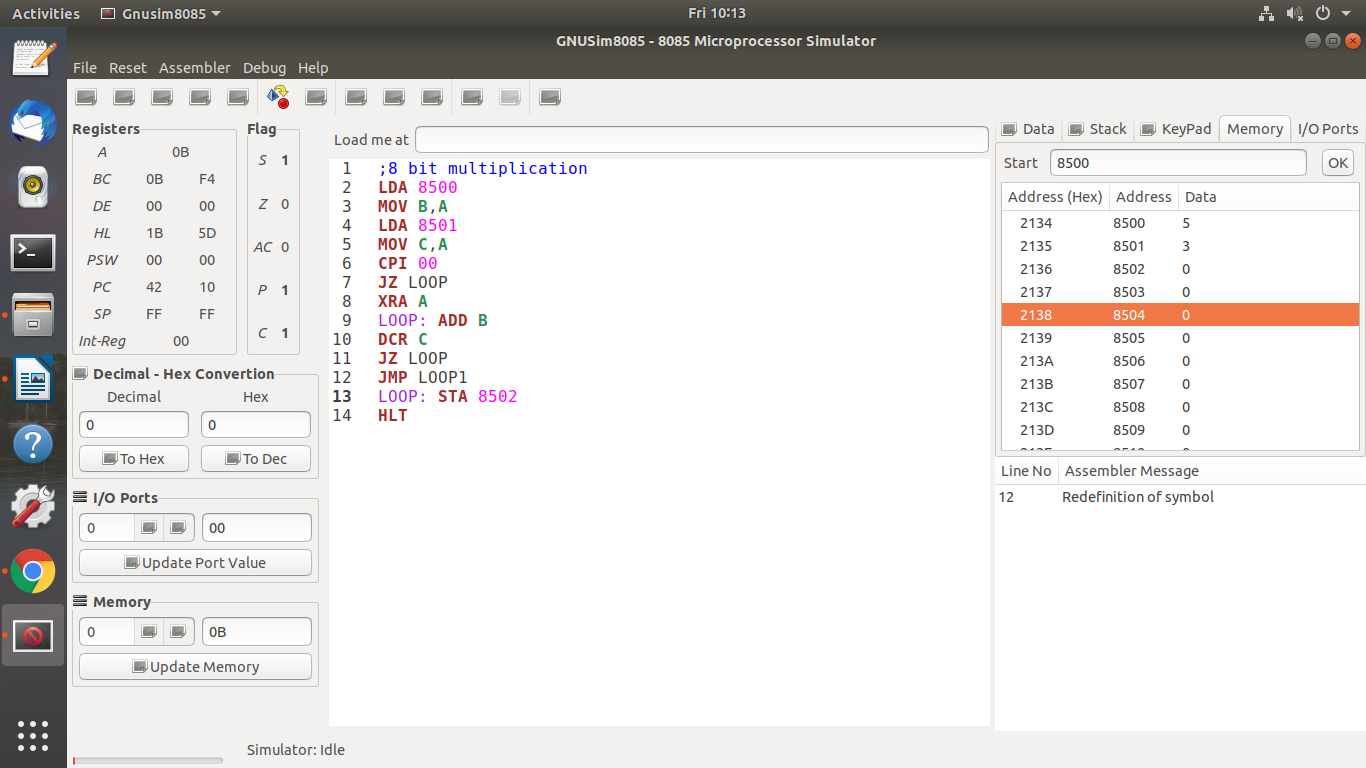 Activities Gnusim8085 Fri 10:13
GNUSim8085 - 8085 Microprocessor Simulator
File Reset Assembler Debug Help
Registers
A 0B
BC 0B F4
DE 00 00
HL 1B 5D
PSW 00 00
PC 42 10
SP FF FF
Int-Reg 00
Flag
S 1
Z 0
AC 0
P 1
C 1
Decimal - Hex Convertion
Decimal Hex
0 0
To Hex To Dec
I/O Ports
0 00
Update Port Value
Memory
0 0B
Update Memory
Load me at
1 ;8 bit multiplication
2 LDA 8500
3 MOV B,A
4 LDA 8501
5 MOV C,A
6 CPI 00
7 JZ LOOP
8 XRA A
9 LOOP: ADD B
10 DCR C
11 JZ LOOP
12 JMP LOOP1
13 LOOP: STA 8502
14 HLT
Data Stack KeyPad Memory I/O Ports
Start 8500 OK
Address (Hex) Address Data
2134 8500 5
2135 8501 3
2136 8502 0
2137 8503 0
2138 8504 0
2139 8505 0
213A 8506 0
213B 8507 0
213C 8508 0
213D 8509 0
213E 8510 0
Line No Assembler Message
12 Redefinition of symbol
Simulator: Idle